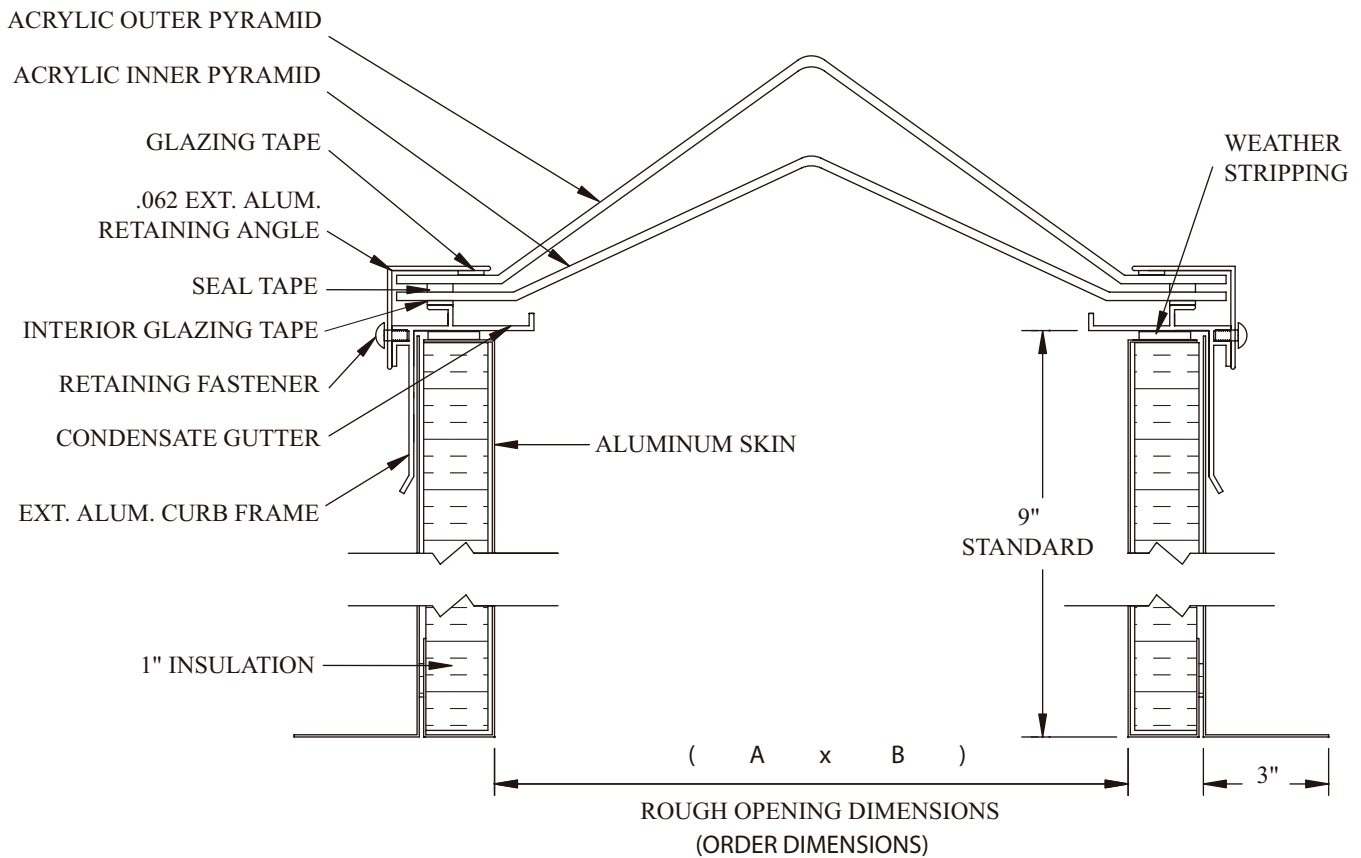 ACRYLIC OUTER PYRAMID
ACRYLIC INNER PYRAMID
GLAZING TAPE
.062 EXT. ALUM.
RETAINING ANGLE
SEAL TAPE
INTERIOR GLAZING TAPE
RETAINING FASTENER
CONDENSATE GUTTER
EXT. ALUM. CURB FRAME
1" INSULATION
ALUMINUM SKIN
WEATHER
STRIPPING
9"
STANDARD
( A x B )
ROUGH OPENING DIMENSIONS
(ORDER DIMENSIONS)
3"